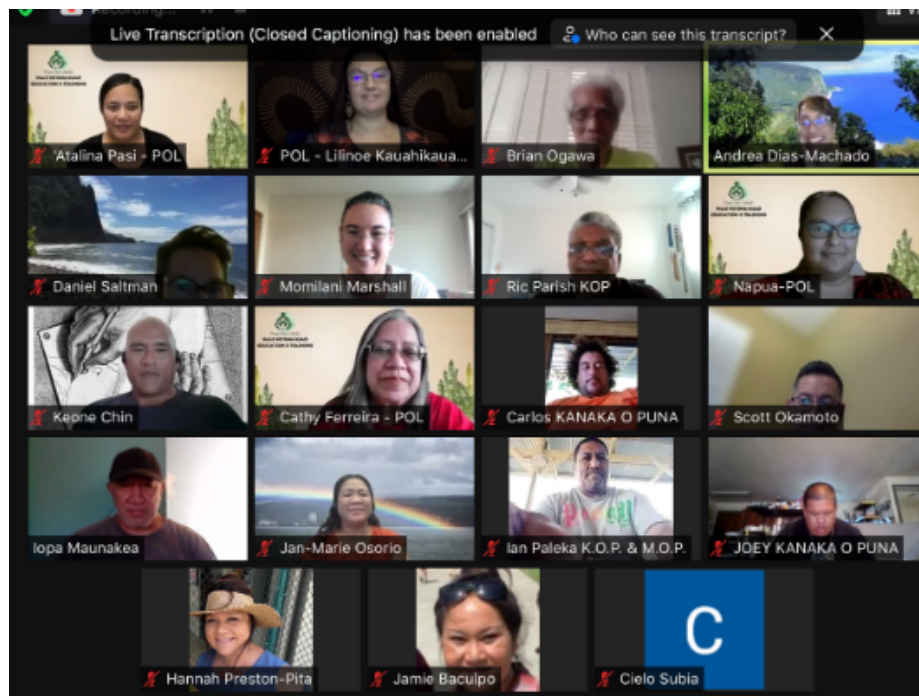 Recording...
Live Transcription (Closed Captioning) has been enabled
Who can see this transcript?
'Atalina Pasi - POL
POL - Lilinoe Kauahikaua...
Brian Ogawa
Andrea Dias-Machado
Daniel Saltman
Momilani Marshall
Ric Parish KOP
Napua-POL
Keone Chin
Cathy Ferreira - POL
Carlos KANAKA O PUNA
Scott Okamoto
Iopa Maunakea
Jan-Marie Osorio
Ian Paleka K.O.P. & M.O.P.
JOEY KANAKA O PUNA
C
Hannah Preston-Pita
Jamie Baculpo
Cielo Subia